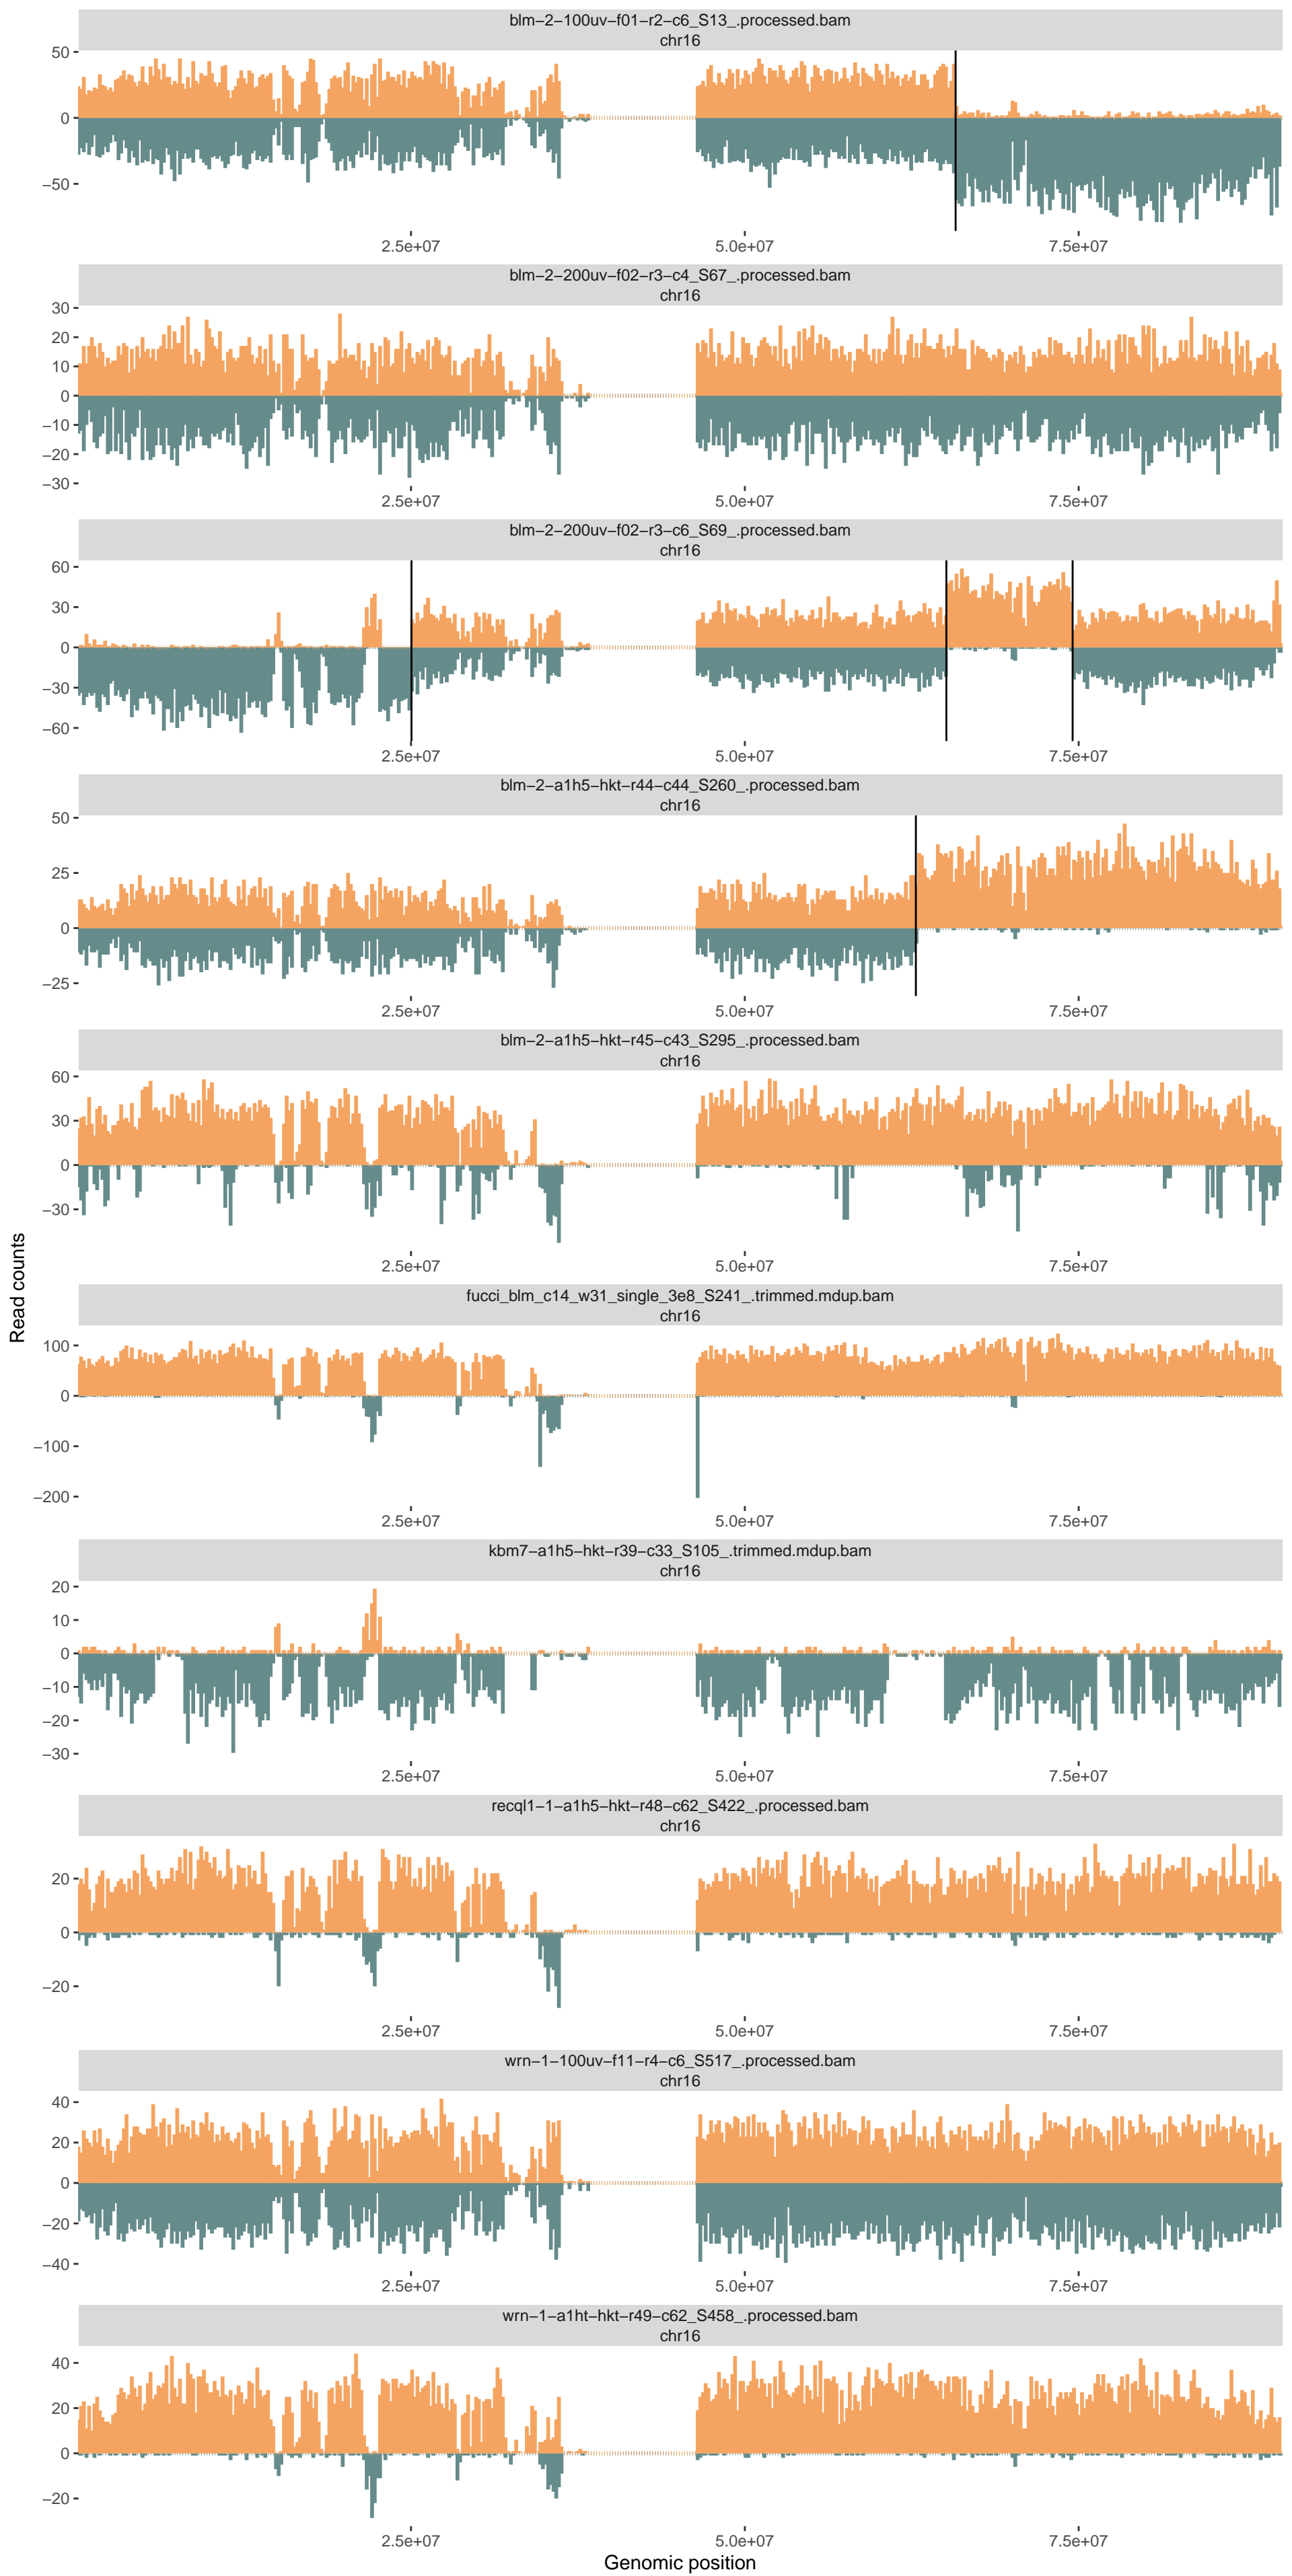 blm−2−100uv−f01−r2−c6_S13_.processed.bam
chr16
50
0
−50
2.5e+07 5.0e+07 7.5e+07
blm−2−200uv−f02−r3−c4_S67_.processed.bam
chr16
30
20
10
0
−10
−20
−30
2.5e+07 5.0e+07 7.5e+07
blm−2−200uv−f02−r3−c6_S69_.processed.bam
chr16
60
30
0
−30
−60
2.5e+07 5.0e+07 7.5e+07
blm−2−a1h5−hkt−r44−c44_S260_.processed.bam
chr16
50
25
0
−25
2.5e+07 5.0e+07 7.5e+07
blm−2−a1h5−hkt−r45−c43_S295_.processed.bam
chr16
60
30
0
−30
2.5e+07 5.0e+07 7.5e+07
Read counts
fucci_blm_c14_w31_single_3e8_S241_.trimmed.mdup.bam
chr16
100
0
−100
−200
2.5e+07 5.0e+07 7.5e+07
kbm7−a1h5−hkt−r39−c33_S105_.trimmed.mdup.bam
chr16
20
10
0
−10
−20
−30
2.5e+07 5.0e+07 7.5e+07
recql1−1−a1h5−hkt−r48−c62_S422_.processed.bam
chr16
20
0
−20
2.5e+07 5.0e+07 7.5e+07
wrn−1−100uv−f11−r4−c6_S517_.processed.bam
chr16
40
20
0
−20
−40
2.5e+07 5.0e+07 7.5e+07
wrn−1−a1ht−hkt−r49−c62_S458_.processed.bam
chr16
40
20
0
−20
2.5e+07 5.0e+07 7.5e+07
Genomic position